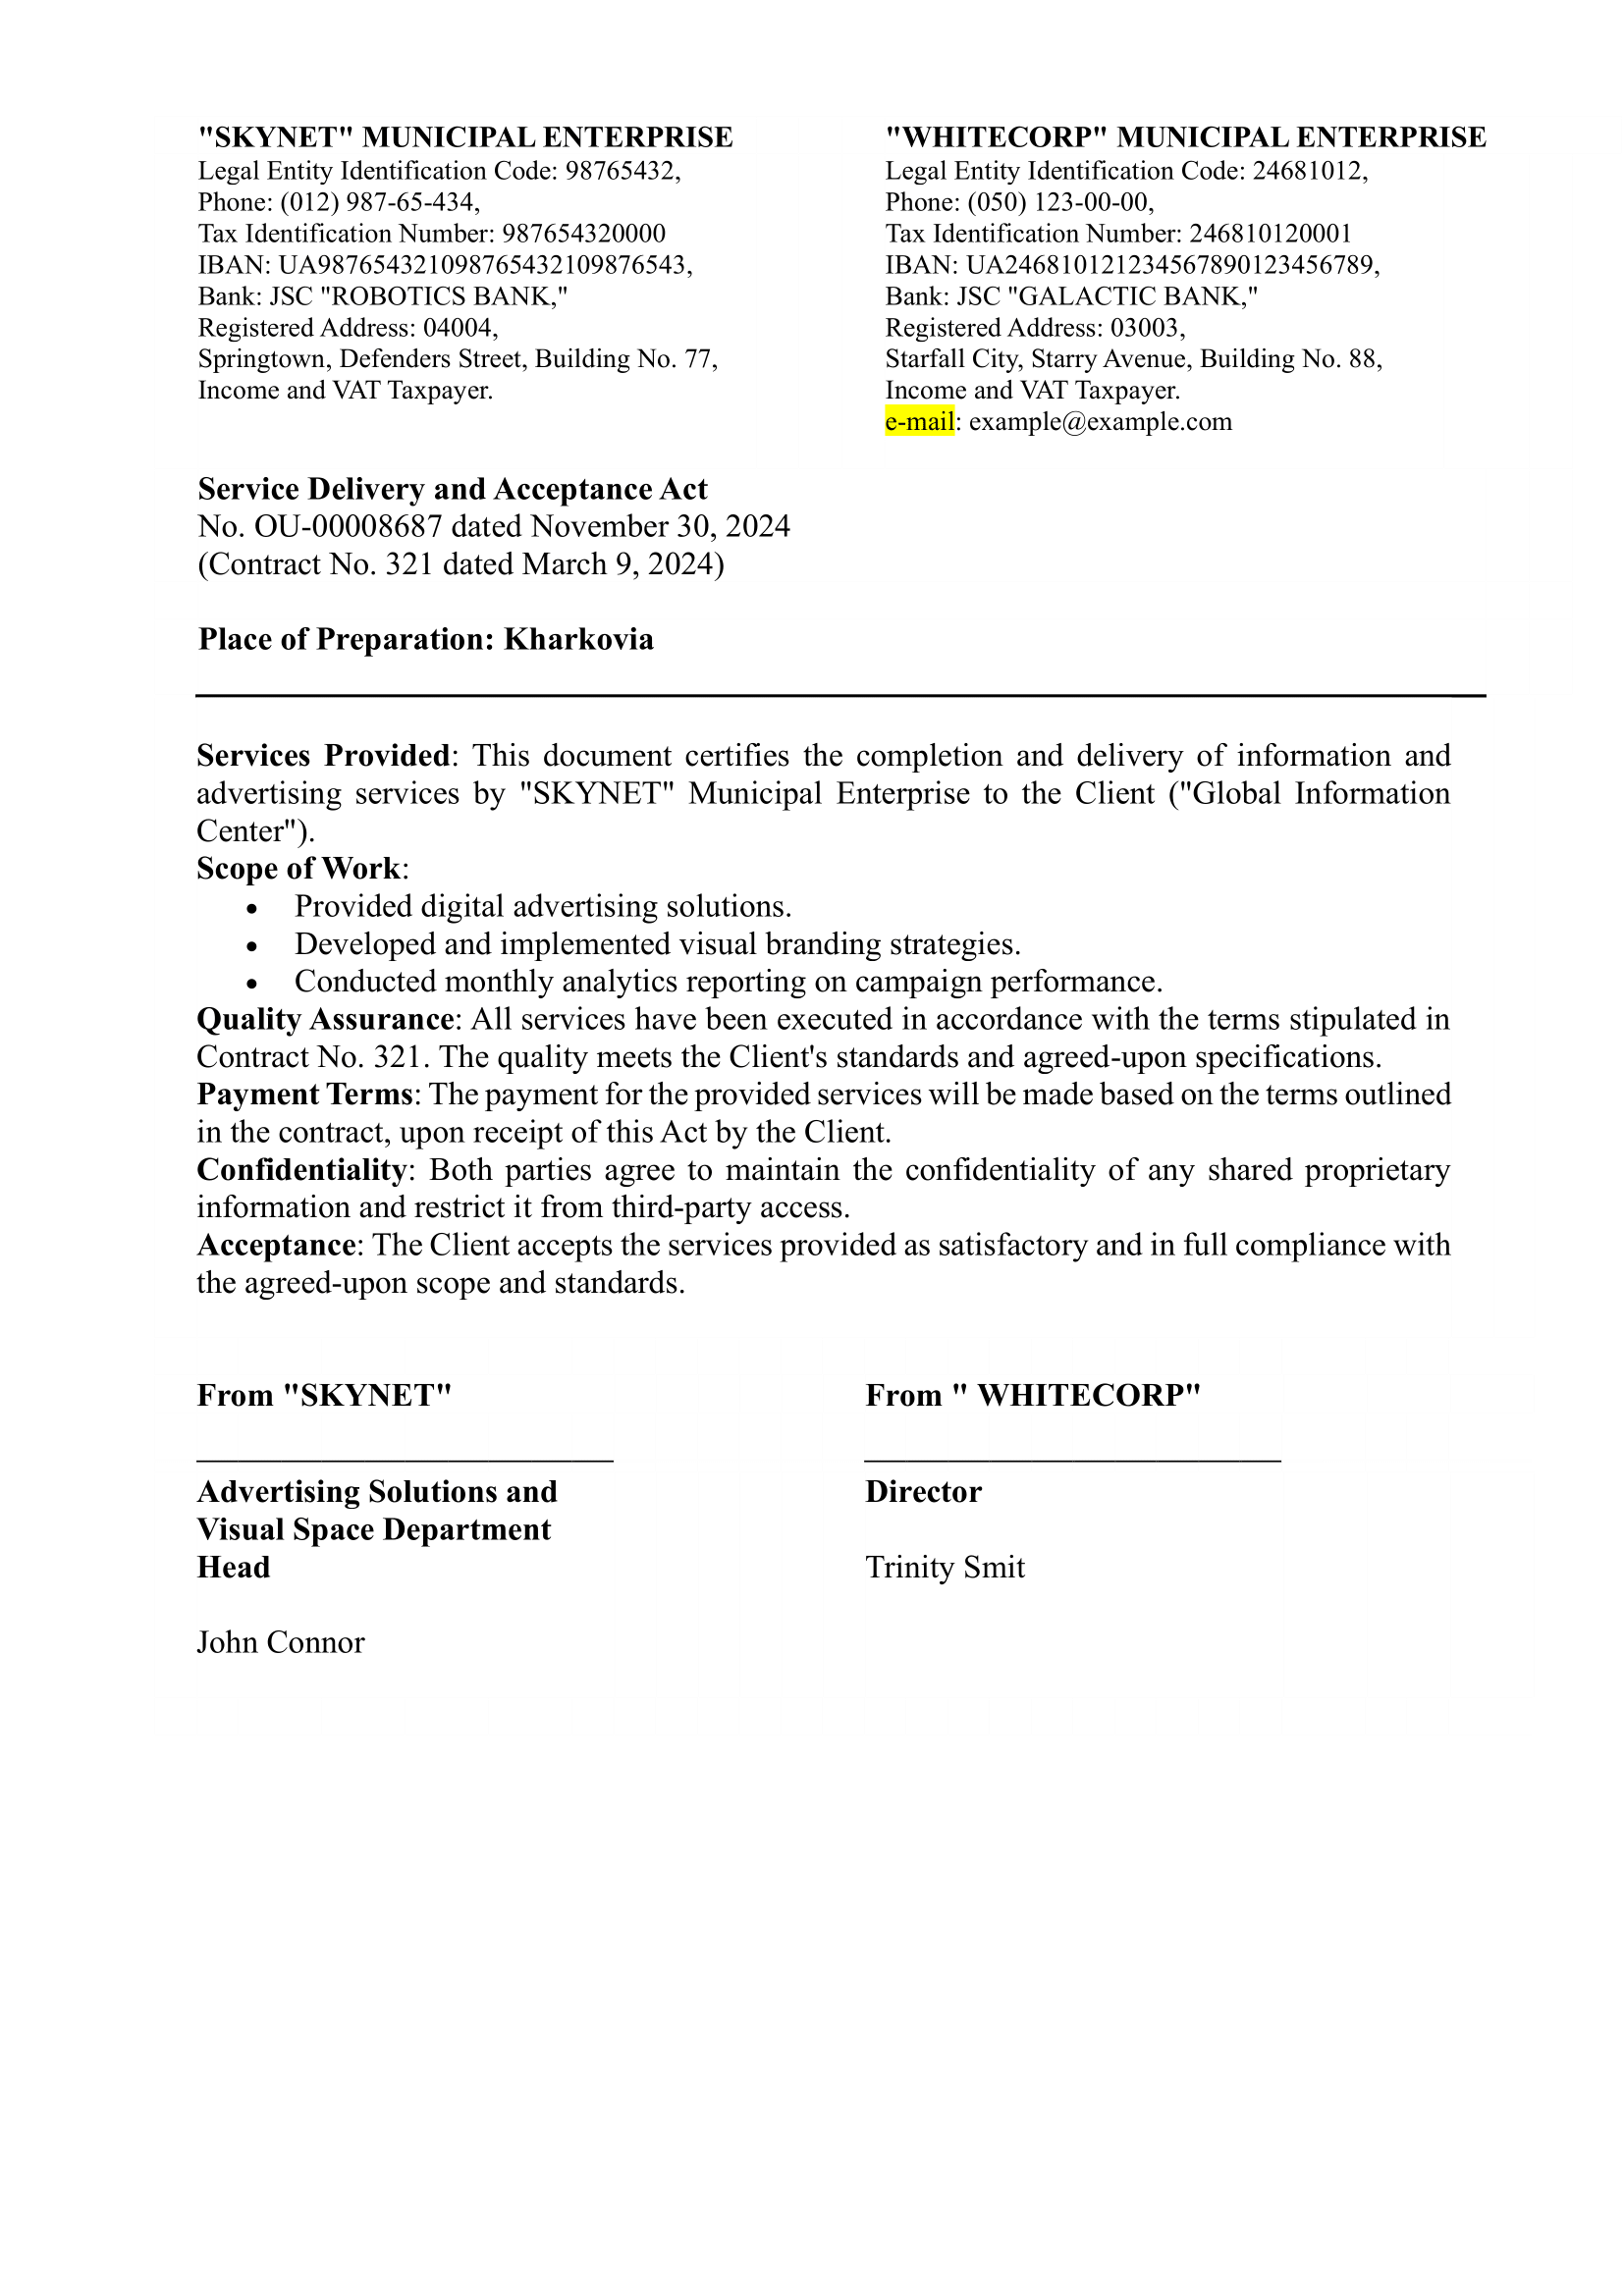 "SKYNET" MUNICIPAL ENTERPRISE
Legal Entity Identification Code: 98765432,
Phone: (012) 987-65-434,
Tax Identification Number: 987654320000
IBAN: UA987654321098765432109876543,
Bank: JSC "ROBOTICS BANK,"
Registered Address: 04004,
Springtown, Defenders Street, Building No. 77,
Income and VAT Taxpayer.
"WHITECORP" MUNICIPAL ENTERPRISE
Legal Entity Identification Code: 24681012,
Phone: (050) 123-00-00,
Tax Identification Number: 246810120001
IBAN: UA246810121234567890123456789,
Bank: JSC "GALACTIC BANK,"
Registered Address: 03003,
Starfall City, Starry Avenue, Building No. 88,
Income and VAT Taxpayer.
e-mail: example@example.com
Service Delivery and Acceptance Act
No. OU-00008687 dated November 30, 2024
(Contract No. 321 dated March 9, 2024)
Place of Preparation: Kharkovia
Services Provided: This document certifies the completion and delivery of information and
advertising services by "SKYNET" Municipal Enterprise to the Client ("Global Information
Center").
Scope of Work:
• Provided digital advertising solutions.
• Developed and implemented visual branding strategies.
• Conducted monthly analytics reporting on campaign performance.
Quality Assurance: All services have been executed in accordance with the terms stipulated in
Contract No. 321. The quality meets the Client's standards and agreed-upon specifications.
Payment Terms: The payment for the provided services will be made based on the terms outlined
in the contract, upon receipt of this Act by the Client.
Confidentiality: Both parties agree to maintain the confidentiality of any shared proprietary
information and restrict it from third-party access.
Acceptance: The Client accepts the services provided as satisfactory and in full compliance with
the agreed-upon scope and standards.
From "SKYNET"
Advertising Solutions and
Visual Space Department
Head
John Connor
From " WHITECORP"
Director
Trinity Smit